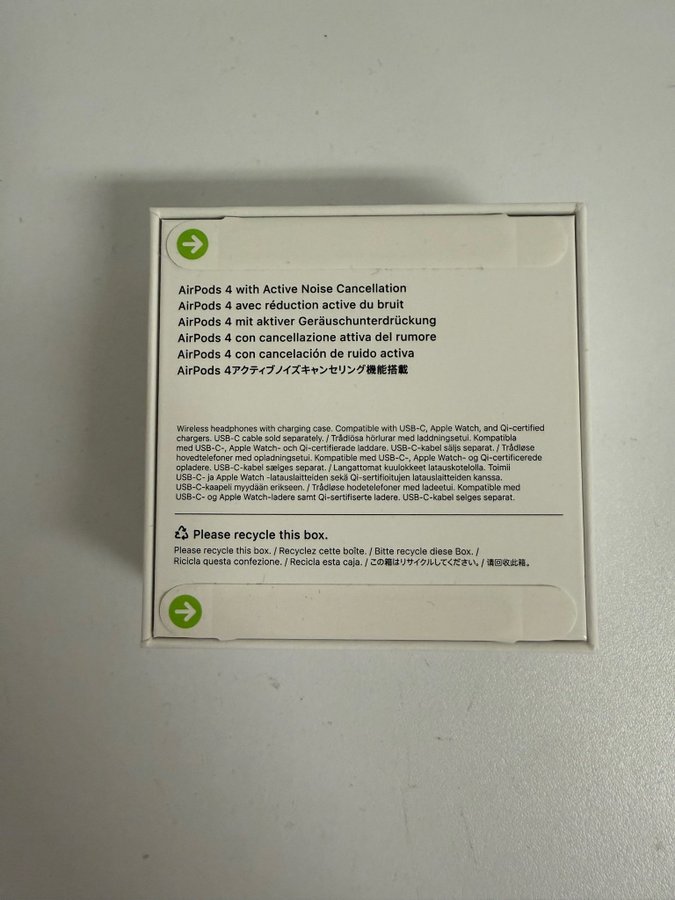 AirPods 4 with Active Noise Cancellation
AirPods 4 avec réduction active du bruit
AirPods 4 mit aktiver Geräuschunterdrückung
AirPods 4 con cancellazione attiva del rumore
AirPods 4 con cancelación de ruido activa
AirPods 4アクティブノイズキャンセリング機能搭載
Wireless headphones with charging case. Compatible with USB-C, Apple Watch, and Qi-certified
chargers. USB-C cable sold separately. / Trådlösa hörlurar med laddningsetui. Kompatibla
med USB-C-, Apple Watch- och Qi-certifierade laddare. USB-C-kabel säljs separat. / Trådløse
hovedtelefoner med opladningsetui. Kompatible med USB-C-, Apple Watch- og Qi-certificerede
opladere. USB-C-kabel sælges separat. / Langattomat kuulokkeet latauskotelolla. Toimii
USB-C- ja Apple Watch -latauslaitteiden sekä Qi-sertifioitujen latauslaitteiden kanssa.
USB-C-kaapeli myydään erikseen. / Trådløse hodetelefoner med ladeetui. Kompatible med
USB-C- og Apple Watch-ladere samt Qi-sertifiserte ladere. USB-C-kabel selges separat.
Please recycle this box.
Please recycle this box. / Recyclez cette boîte. / Bitte recycle diese Box. /
Ricicla questa confezione. / Recicla esta caja. / この箱はリサイクルしてください。/ 请回收此箱。